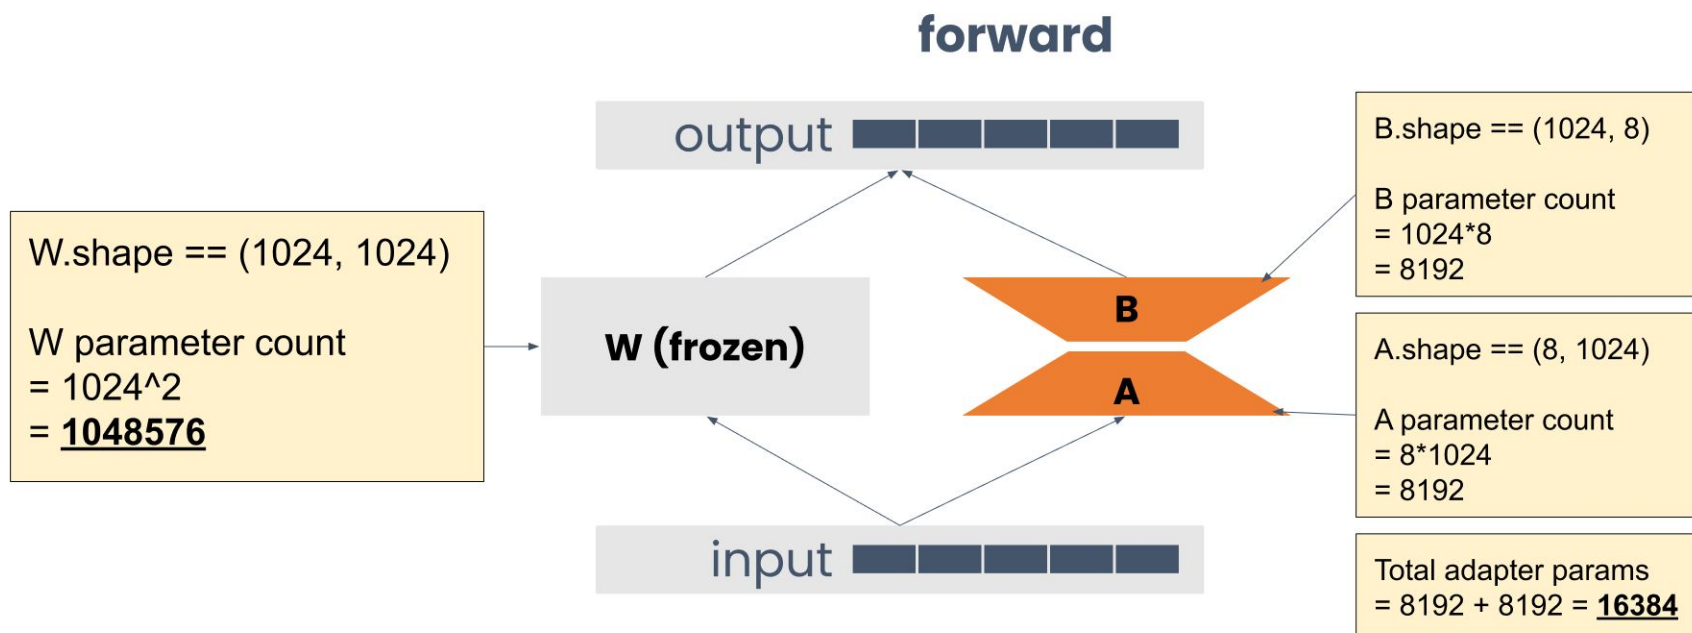 forward
output
W.shape == (1024, 1024)
W parameter count
= 1024^2
= 1048576
W (frozen)
B
A
input
B.shape == (1024, 8)
B parameter count
= 1024*8
= 8192
A.shape == (8, 1024)
A parameter count
= 8*1024
= 8192
Total adapter params
= 8192 + 8192 = 16384